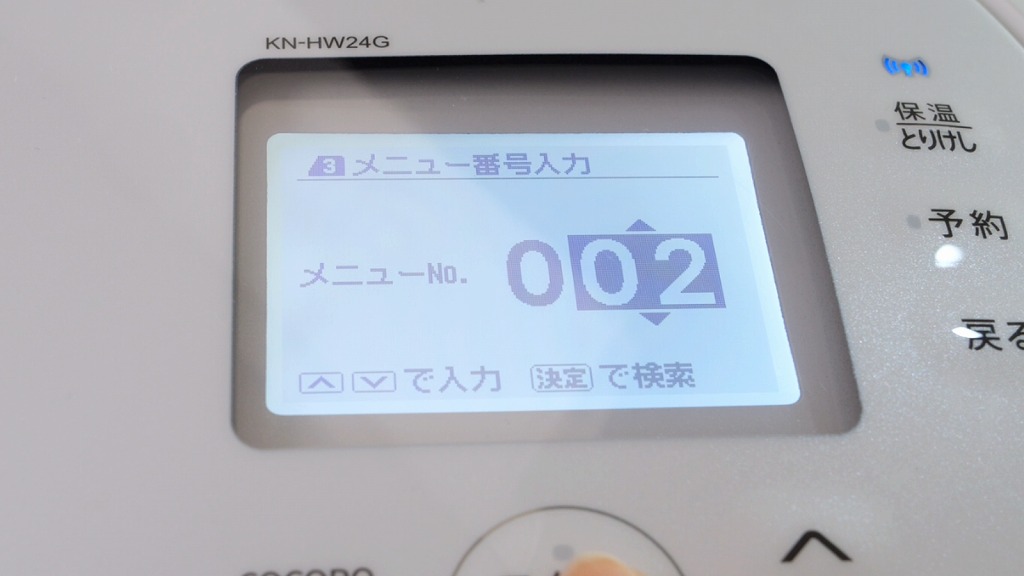 KN-HW24G
3 メニュー番号入力
メニューNo. 002
で入力 決定で検索
保温
とりけし
予約
戻る
COCORO